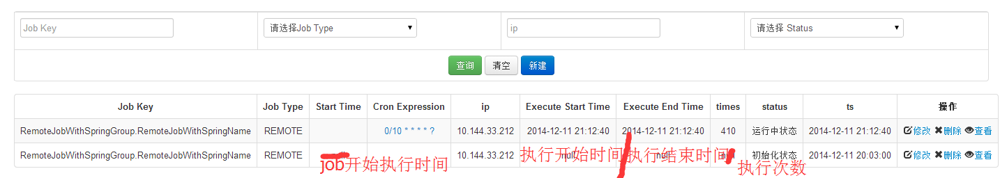 Job Key 请选择Job Type ip 请选择 Status
查询 清空 新建
Job Key Job Type Start Time Cron Expression ip Execute Start Time Execute End Time times status ts 操作
RemoteJobWithSpringGroup.RemoteJobWithSpringName REMOTE 0/10 * * * * ? 10.144.33.212 2014-12-11 21:12:40 2014-12-11 21:12:40 410 运行中状态 2014-12-11 21:12:40 修改 删除 查看
RemoteJobWithSpringGroup.RemoteJobWithSpringName REMOTE 10.144.33.212 null null 初始化状态 2014-12-11 20:03:00 修改 删除 查看
job开始执行时间 执行开始时间 执行结束时间 执行次数